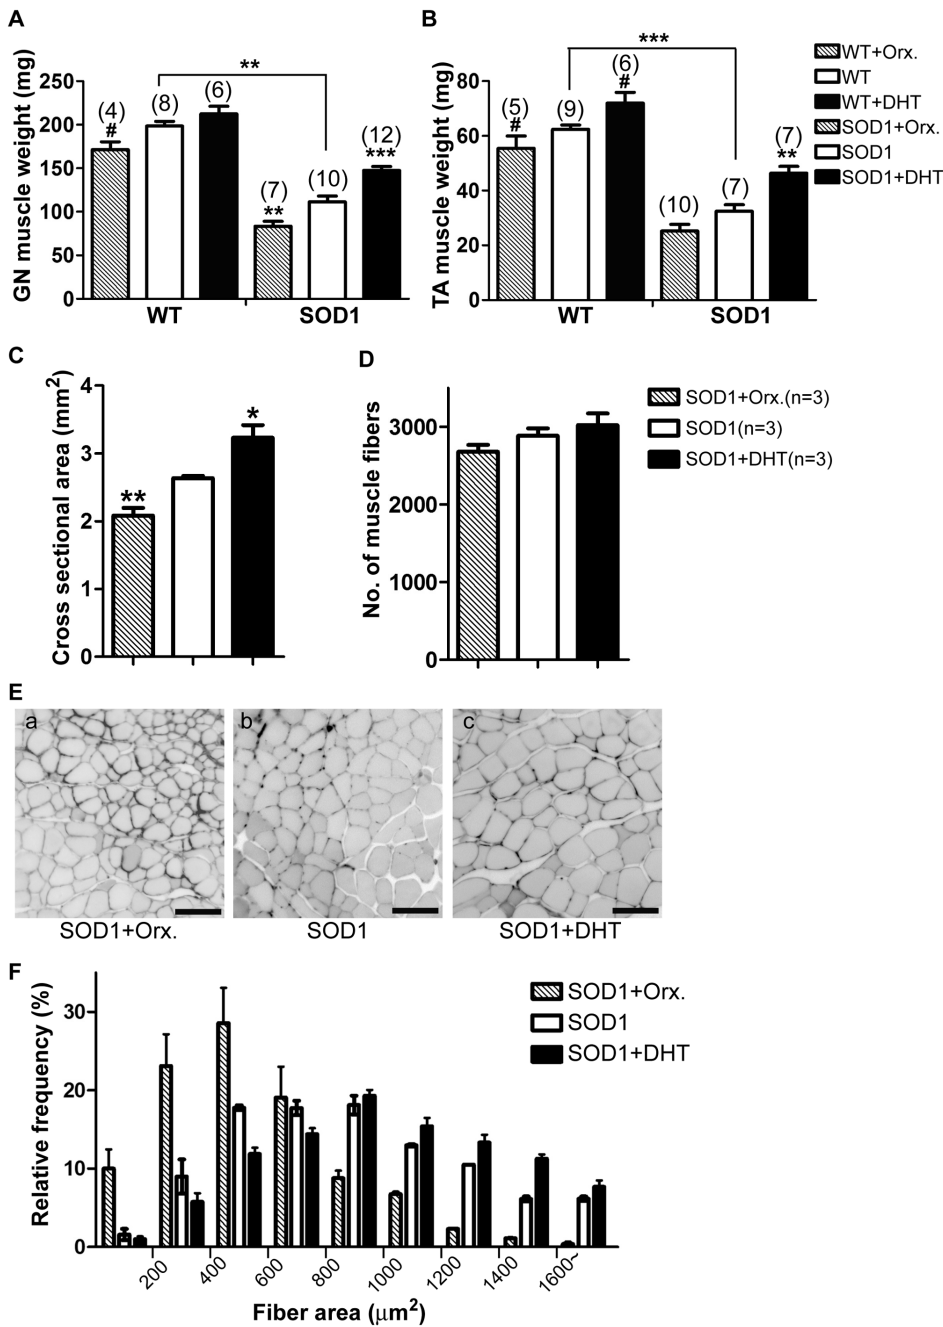 A
GN muscle weight (mg)
250
200
150
100
50
0
(4)
#
(8)
(6)
**
(7)
**
(10)
(12)
***
WT
SOD1
B
TA muscle weight (mg)
80
60
40
20
0
(5)
#
(9)
(6)
#
***
(10)
(7)
(7)
**
WT
SOD1
WT+Orx.
WT
WT+DHT
SOD1+Orx.
SOD1
SOD1+DHT
C
Cross sectional area (mm²)
4
3
2
1
0
**
*
D
No. of muscle fibers
3000
2000
1000
0
SOD1+Orx.(n=3)
SOD1(n=3)
SOD1+DHT(n=3)
E
a
b
c
SOD1+Orx.
SOD1
SOD1+DHT
F
Relative frequency (%)
30
20
10
0
SOD1+Orx.
SOD1
SOD1+DHT
200
400
600
800
1000
1200
1400
1600~
Fiber area (μm²)